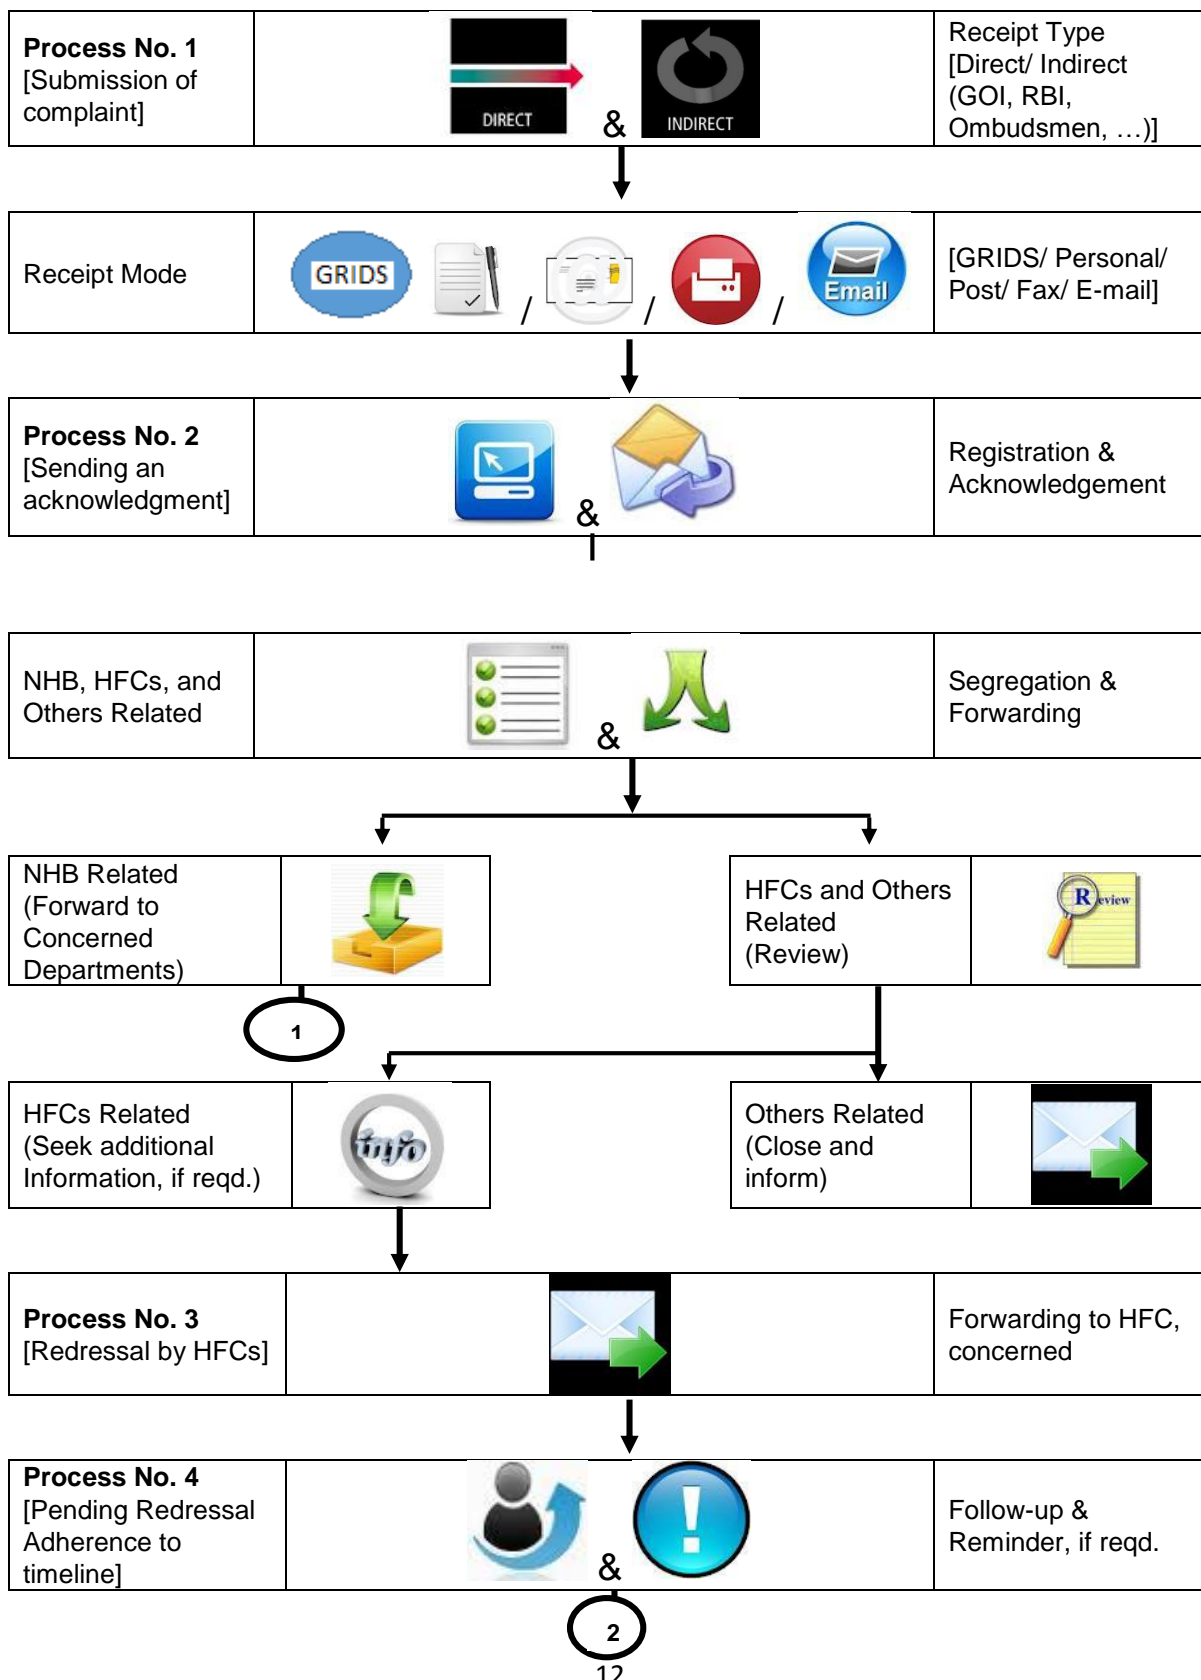 Process No. 1
[Submission of
complaint]
DIRECT
&
INDIRECT
Receipt Type
[Direct/ Indirect
(GOI, RBI,
Ombudsmen, …)]
Receipt Mode
GRIDS
/
/
/
Email
[GRIDS/ Personal/
Post/ Fax/ E-mail]
Process No. 2
[Sending an
acknowledgment]
&
Registration &
Acknowledgement
NHB, HFCs, and
Others Related
&
Segregation &
Forwarding
NHB Related
(Forward to
Concerned
Departments)
HFCs and Others
Related
(Review)
Review
1
HFCs Related
(Seek additional
Information, if reqd.)
info
Others Related
(Close and
inform)
Process No. 3
[Redressal by HFCs]
Forwarding to HFC,
concerned
Process No. 4
[Pending Redressal
Adherence to
timeline]
&
!
Follow-up &
Reminder, if reqd.
2
12